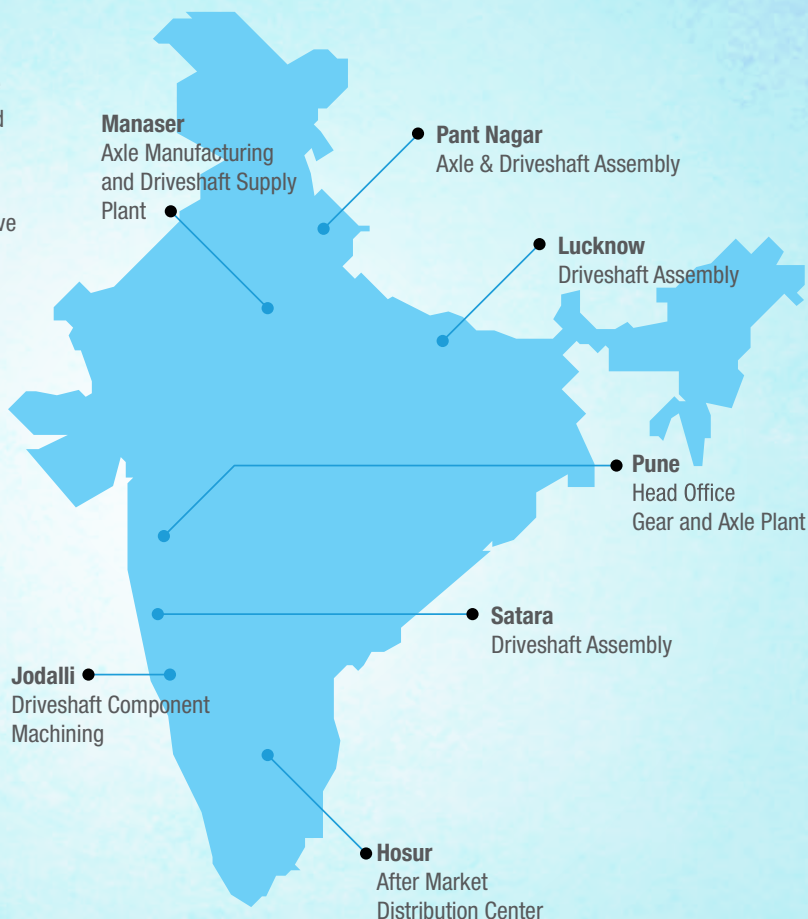 d
ve
Manaser
Axle Manufacturing
and Driveshaft Supply
Plant
Pant Nagar
Axle & Driveshaft Assembly
Lucknow
Driveshaft Assembly
Pune
Head Office
Gear and Axle Plant
Satara
Driveshaft Assembly
Jodalli
Driveshaft Component
Machining
Hosur
After Market
Distribution Center